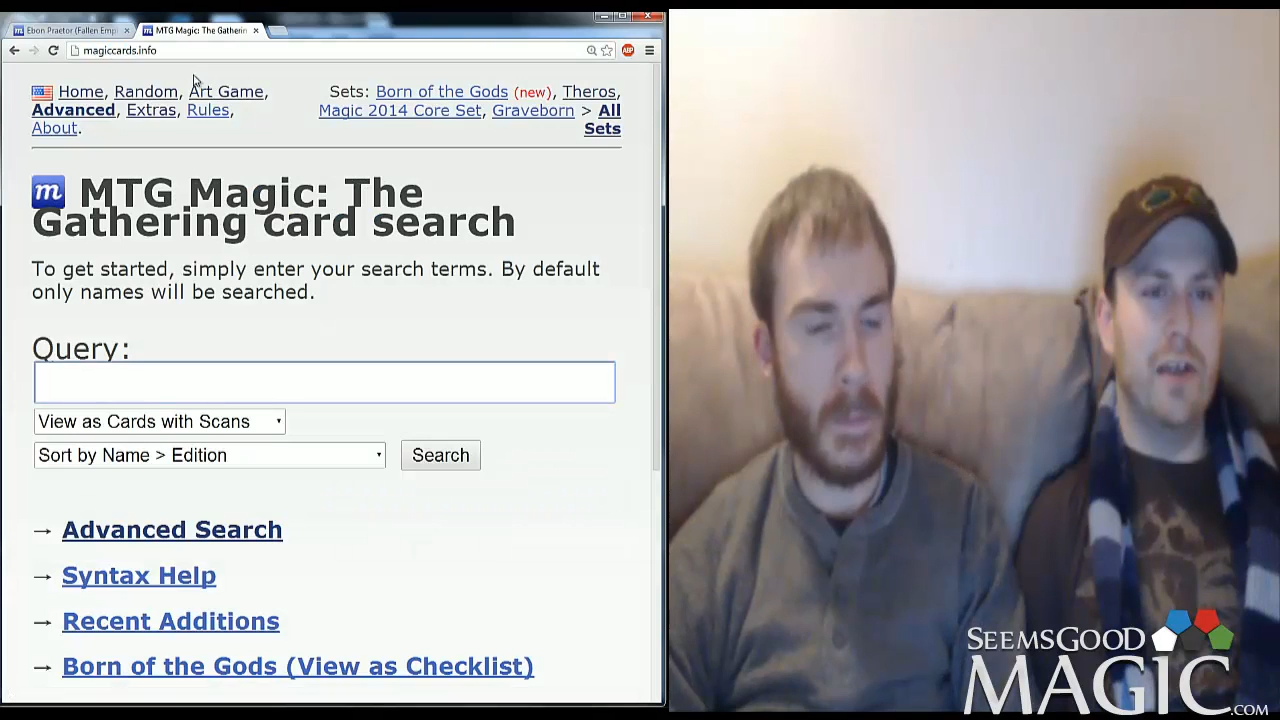 Ebon Praetor (Fallen Emp
MTG Magic: The Gatherin
magiccards.info
ABP
Home, Random, Art Game,
Advanced, Extras, Rules,
About.
Sets: Born of the Gods (new), Theros,
Magic 2014 Core Set, Graveborn > All
Sets
m MTG Magic: The
Gathering card search
To get started, simply enter your search terms. By default
only names will be searched.
Query:
View as Cards with Scans
Sort by Name > Edition
Search
→ Advanced Search
→ Syntax Help
→ Recent Additions
→ Born of the Gods (View as Checklist)
SEEMSGOOD
MAGIC.COM